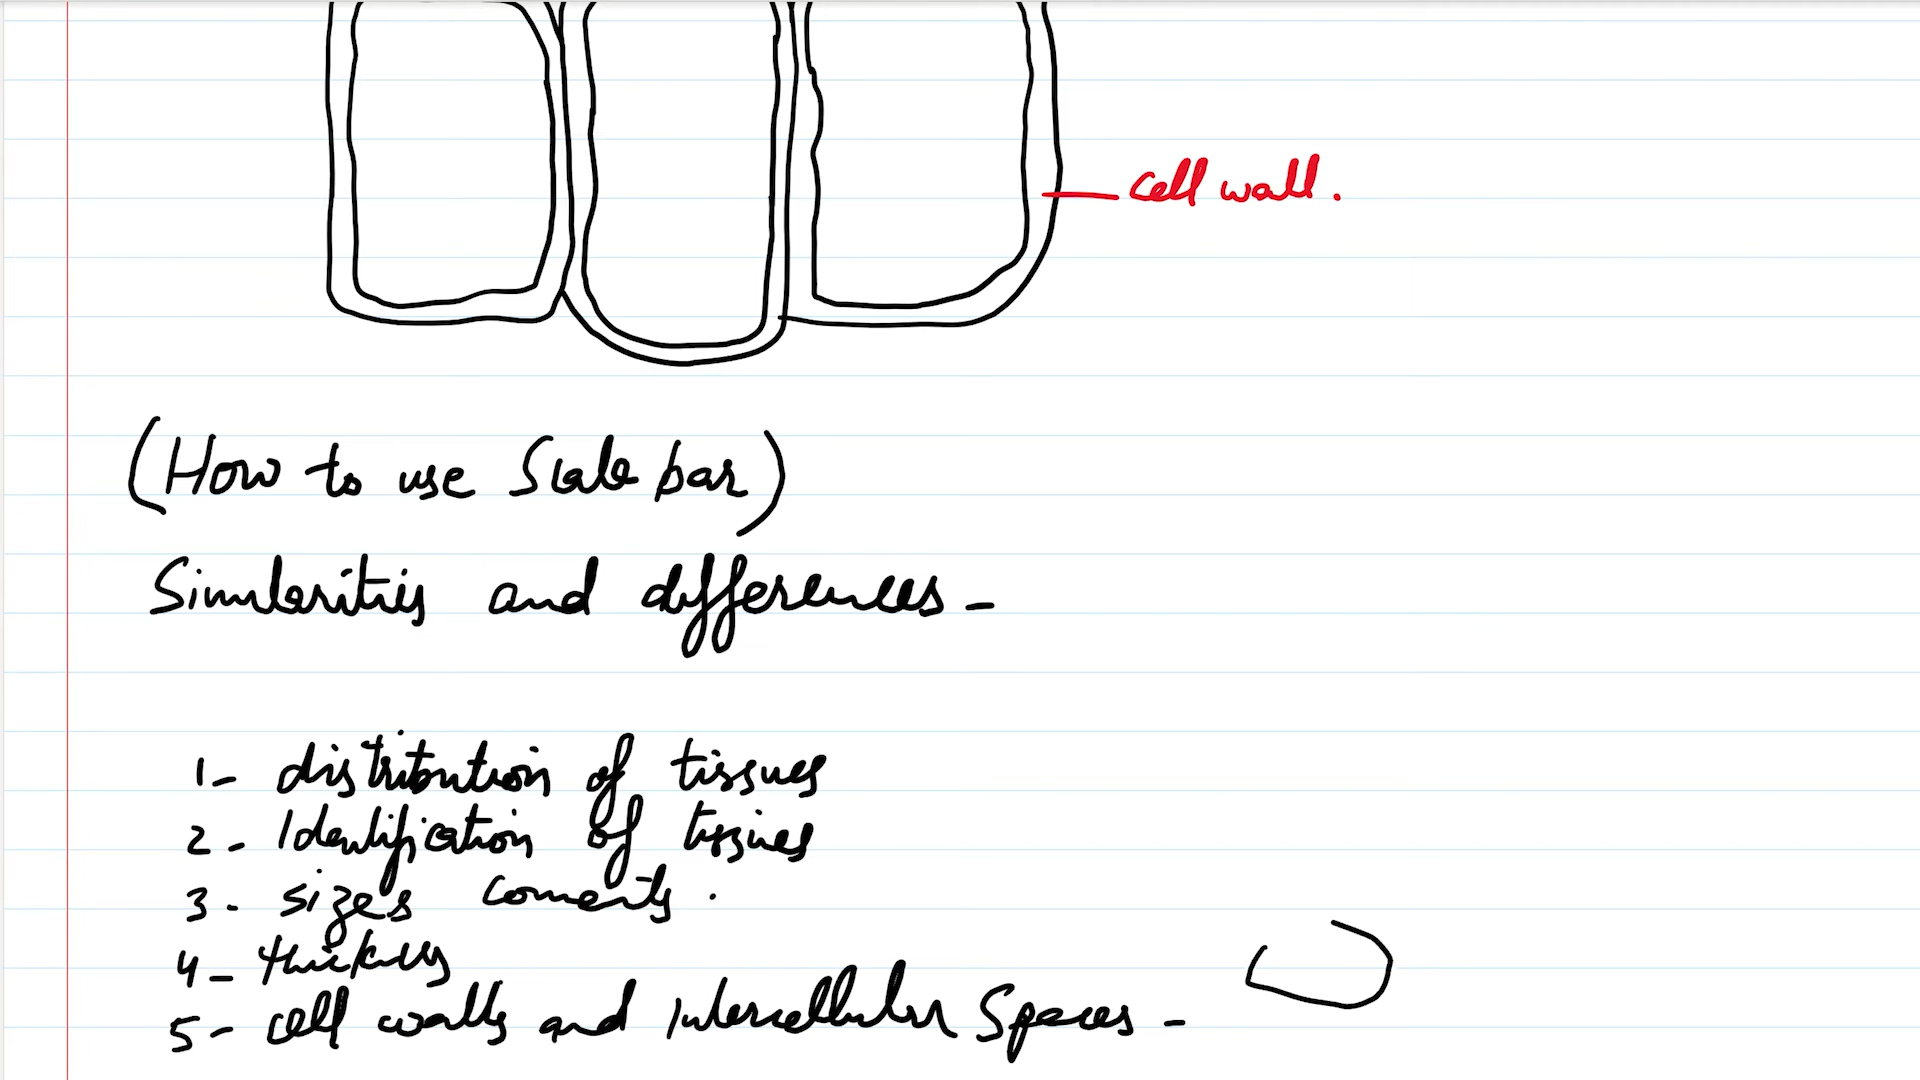 cell wall.
(How to use Scale bar)
Similarities and differences -
1- distribution of tissues
2- Identification of tissues
3- sizes coments.
4- thickness
5- cell walls and Intercellular Spaces -